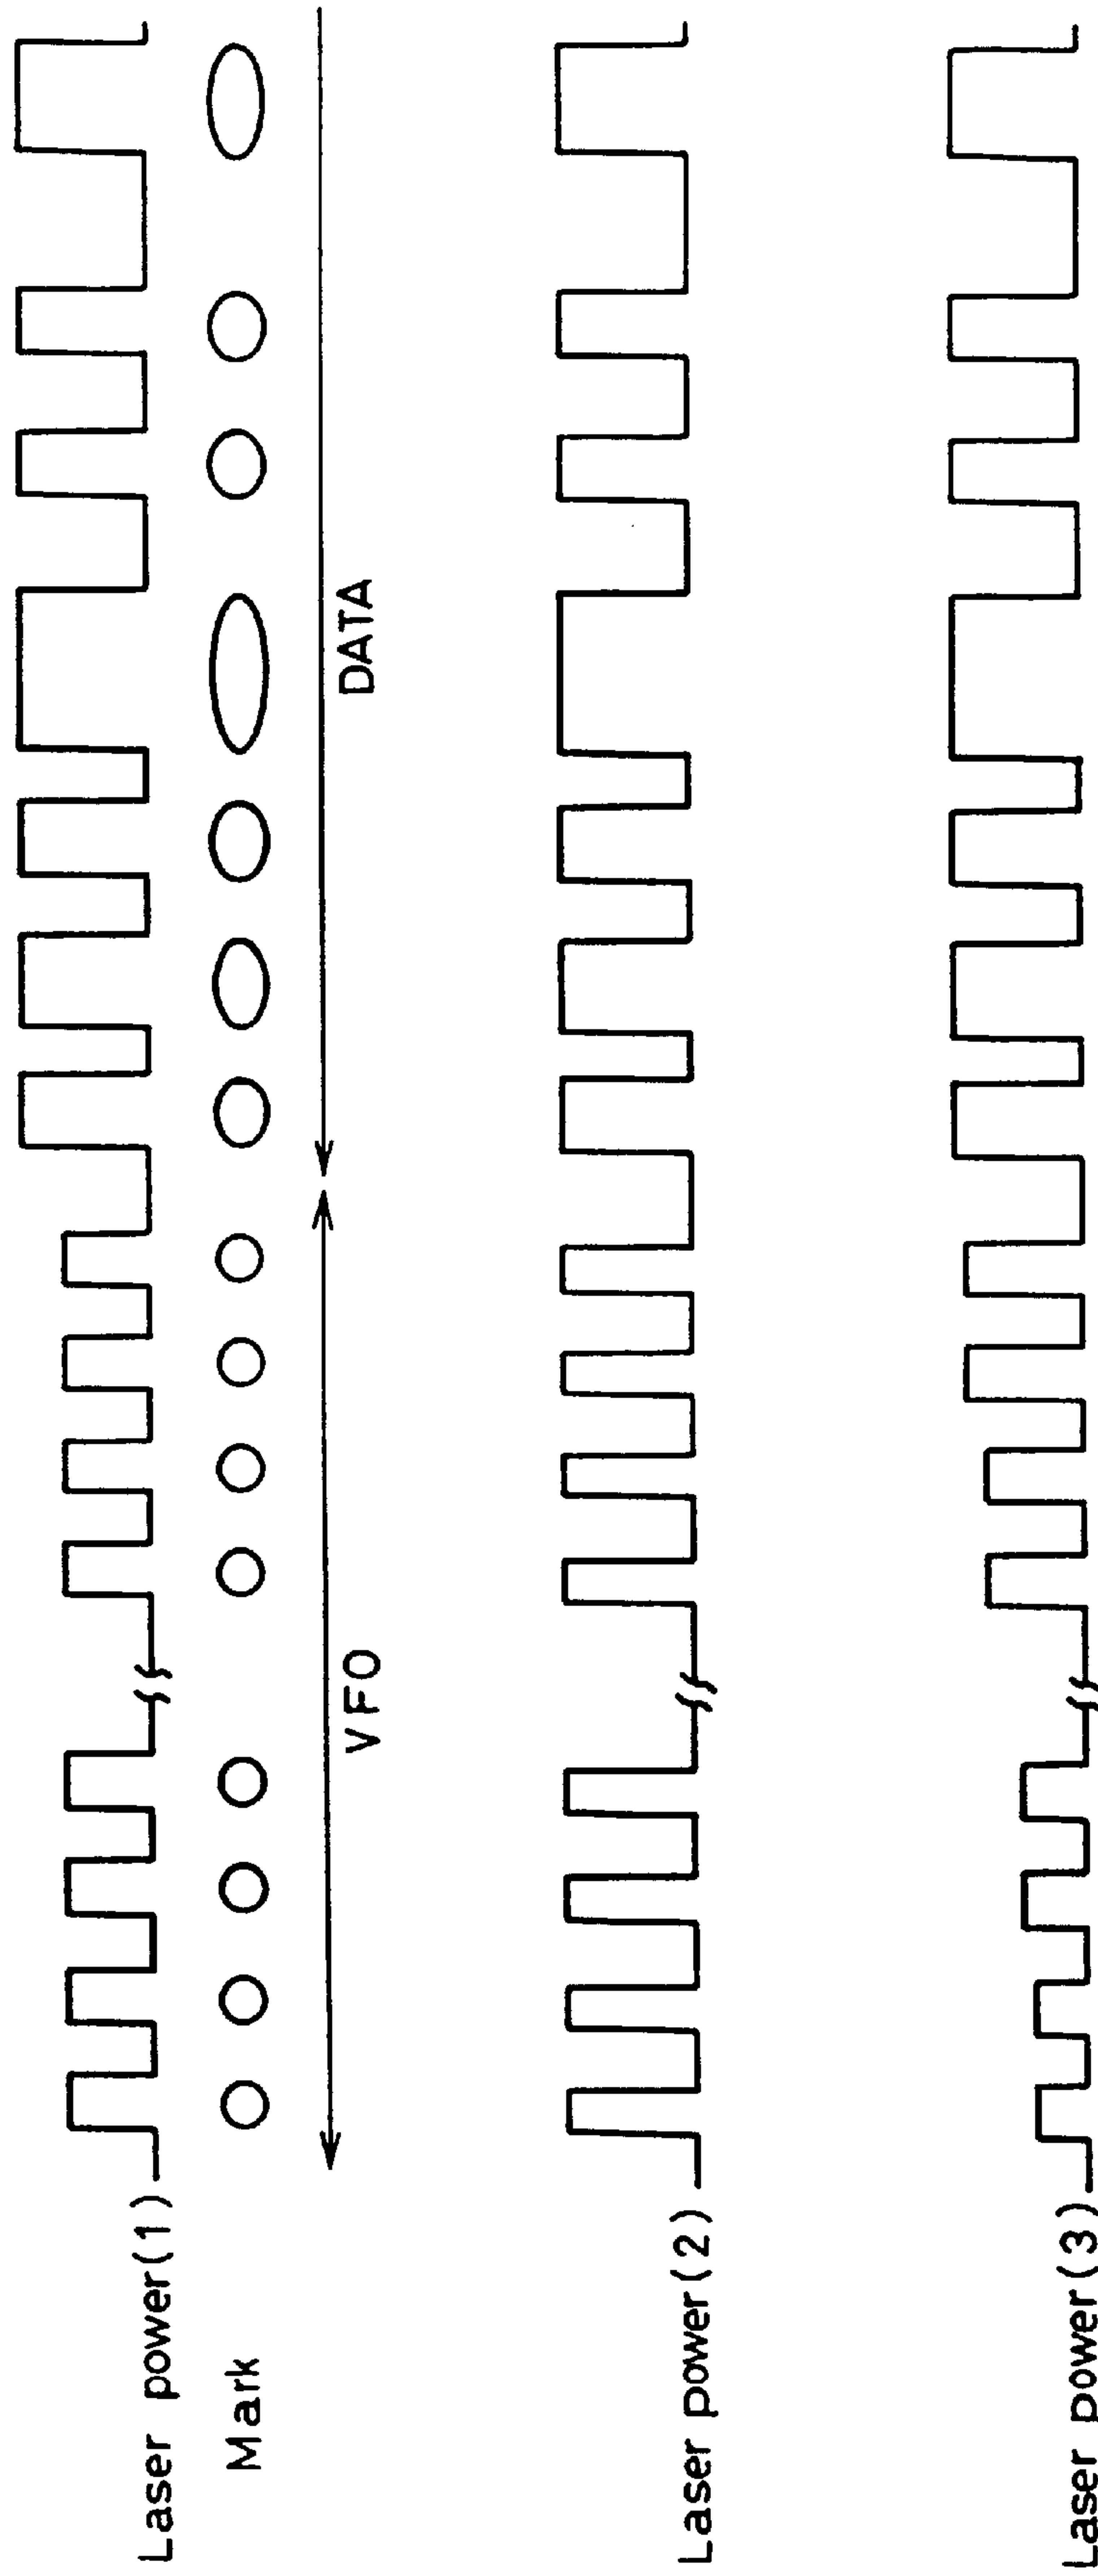 Laser power(1)
Mark
VFO
DATA
Laser power(2)
Laser power(3)